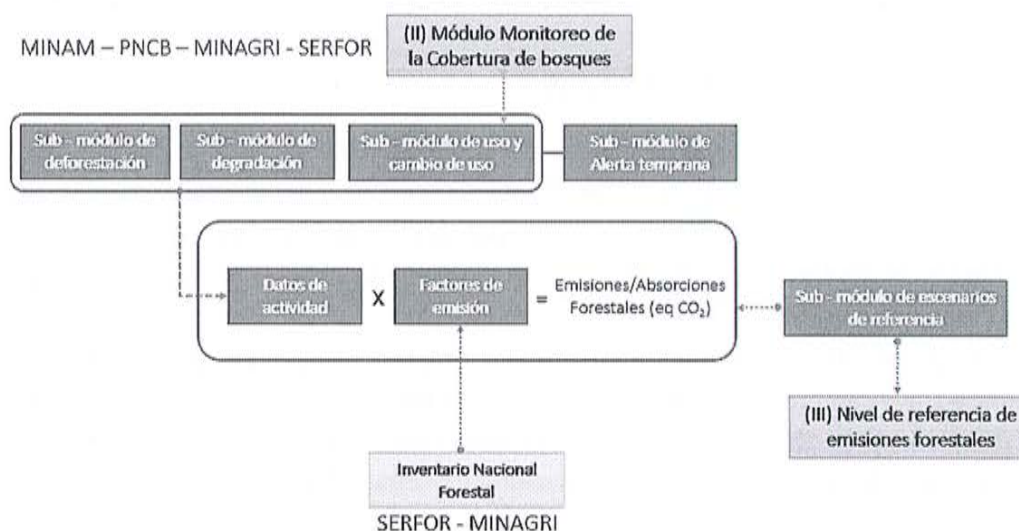 MINAM – PNCB – MINAGRI - SERFOR
(II) Módulo Monitoreo de
la Cobertura de bosques
Sub – módulo de
deforestación
Sub – módulo de
degradación
Sub – módulo de uso y
cambio de uso
Sub – módulo de
Alerta temprana
Datos de
actividad
X
Factores de
emisión
=
Emisiones/Absorciones
Forestales (eq CO₂)
Sub – módulo de escenarios
de referencia
(III) Nivel de referencia de
emisiones forestales
Inventario Nacional
Forestal
SERFOR - MINAGRI